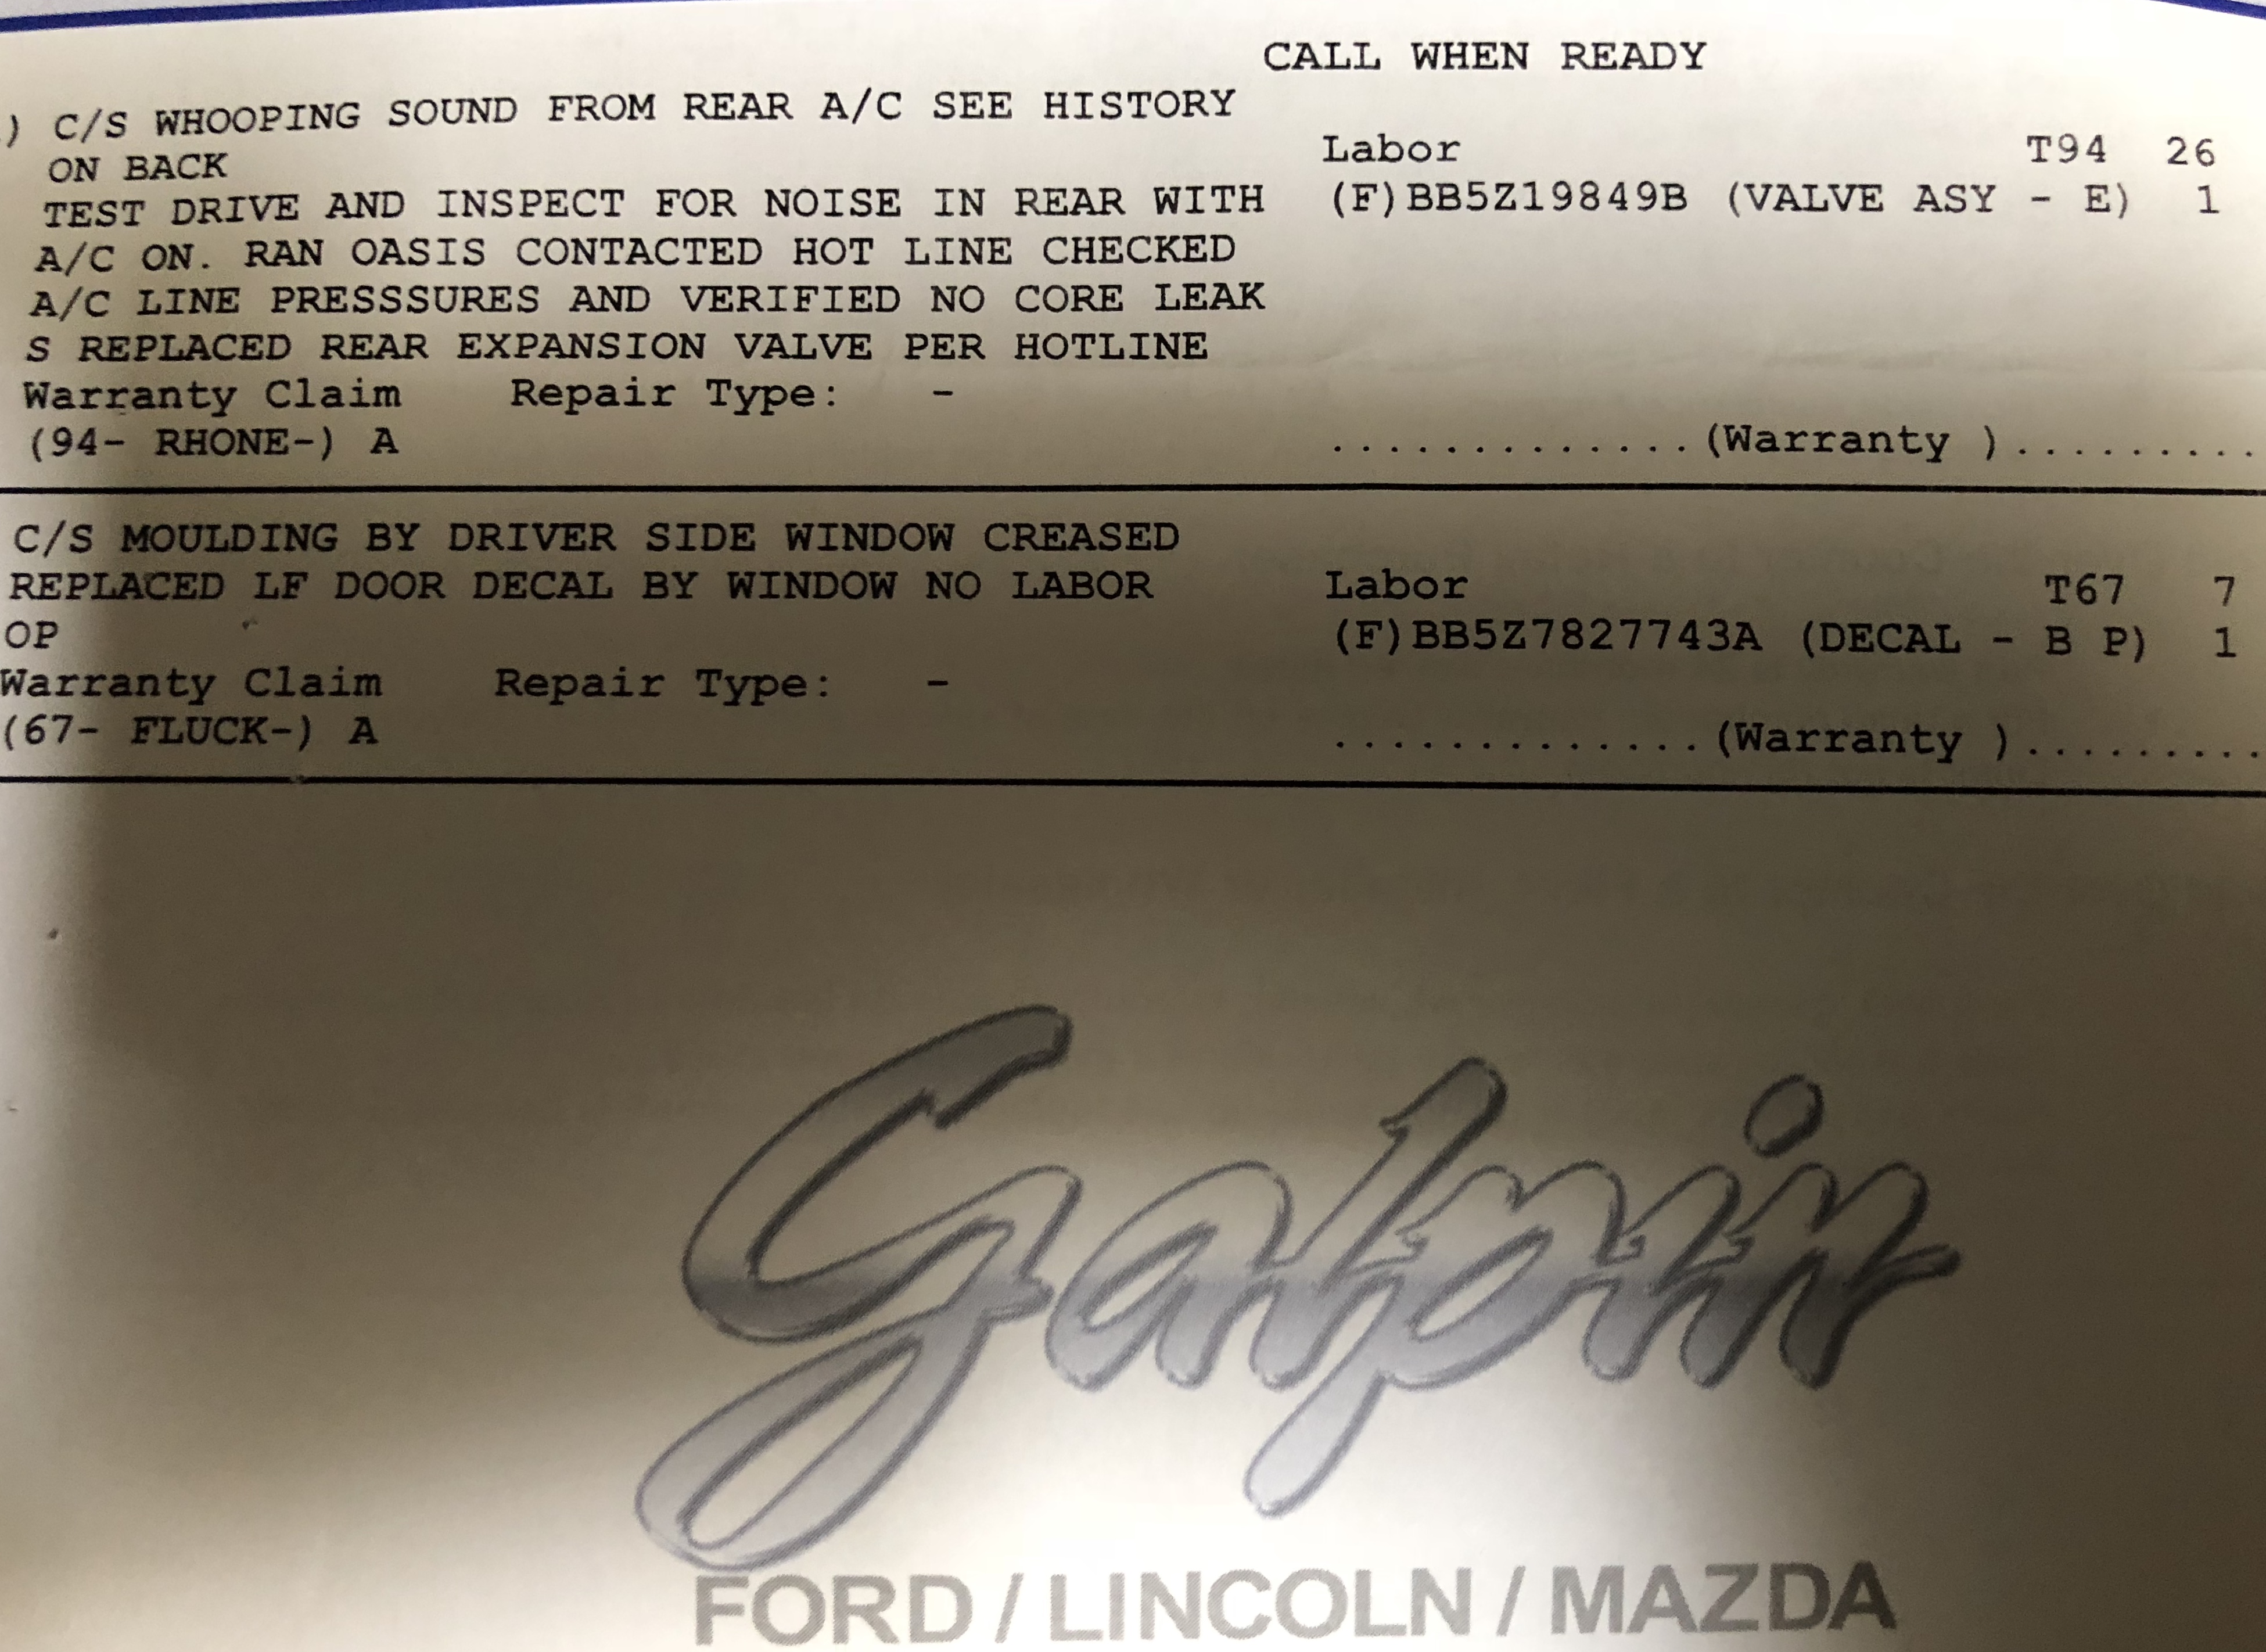 CALL WHEN READY
) C/S WHOOPING SOUND FROM REAR A/C SEE HISTORY
ON BACK
Labor T94 26
TEST DRIVE AND INSPECT FOR NOISE IN REAR WITH
(F)BB5Z19849B (VALVE ASY - E) 1
A/C ON. RAN OASIS CONTACTED HOT LINE CHECKED
A/C LINE PRESSSURES AND VERIFIED NO CORE LEAK
S REPLACED REAR EXPANSION VALVE PER HOTLINE
Warranty Claim Repair Type: -
(94- RHONE-) A
..............(Warranty ).........
C/S MOULDING BY DRIVER SIDE WINDOW CREASED
REPLACED LF DOOR DECAL BY WINDOW NO LABOR
Labor T67 7
OP
(F)BB5Z7827743A (DECAL - B P) 1
Warranty Claim Repair Type: -
(67- FLUCK-) A
..............(Warranty ).........
Galpin
FORD / LINCOLN / MAZDA